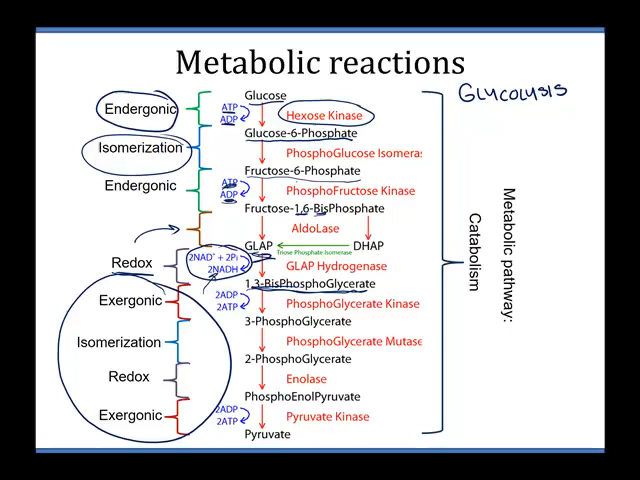 Metabolic reactions
GLYCOLYSIS
Glucose
Endergonic
ATP
ADP
Hexose Kinase
Glucose-6-Phosphate
Isomerization
PhosphoGlucose Isomeras
Fructose-6-Phosphate
Endergonic
ATP
ADP
PhosphoFructose Kinase
Fructose-1,6-BisPhosphate
AldoLase
GLAP
DHAP
Triose Phosphate Isomerase
Redox
2NAD+ + 2Pi
2NADH
GLAP Hydrogenase
1,3-BisPhosphoGlycerate
Exergonic
2ADP
2ATP
PhosphoGlycerate Kinase
3-PhosphoGlycerate
Isomerization
PhosphoGlycerate Mutase
2-PhosphoGlycerate
Redox
Enolase
PhosphoEnolPyruvate
Exergonic
2ADP
2ATP
Pyruvate Kinase
Pyruvate
Metabolic pathway:
Catabolism